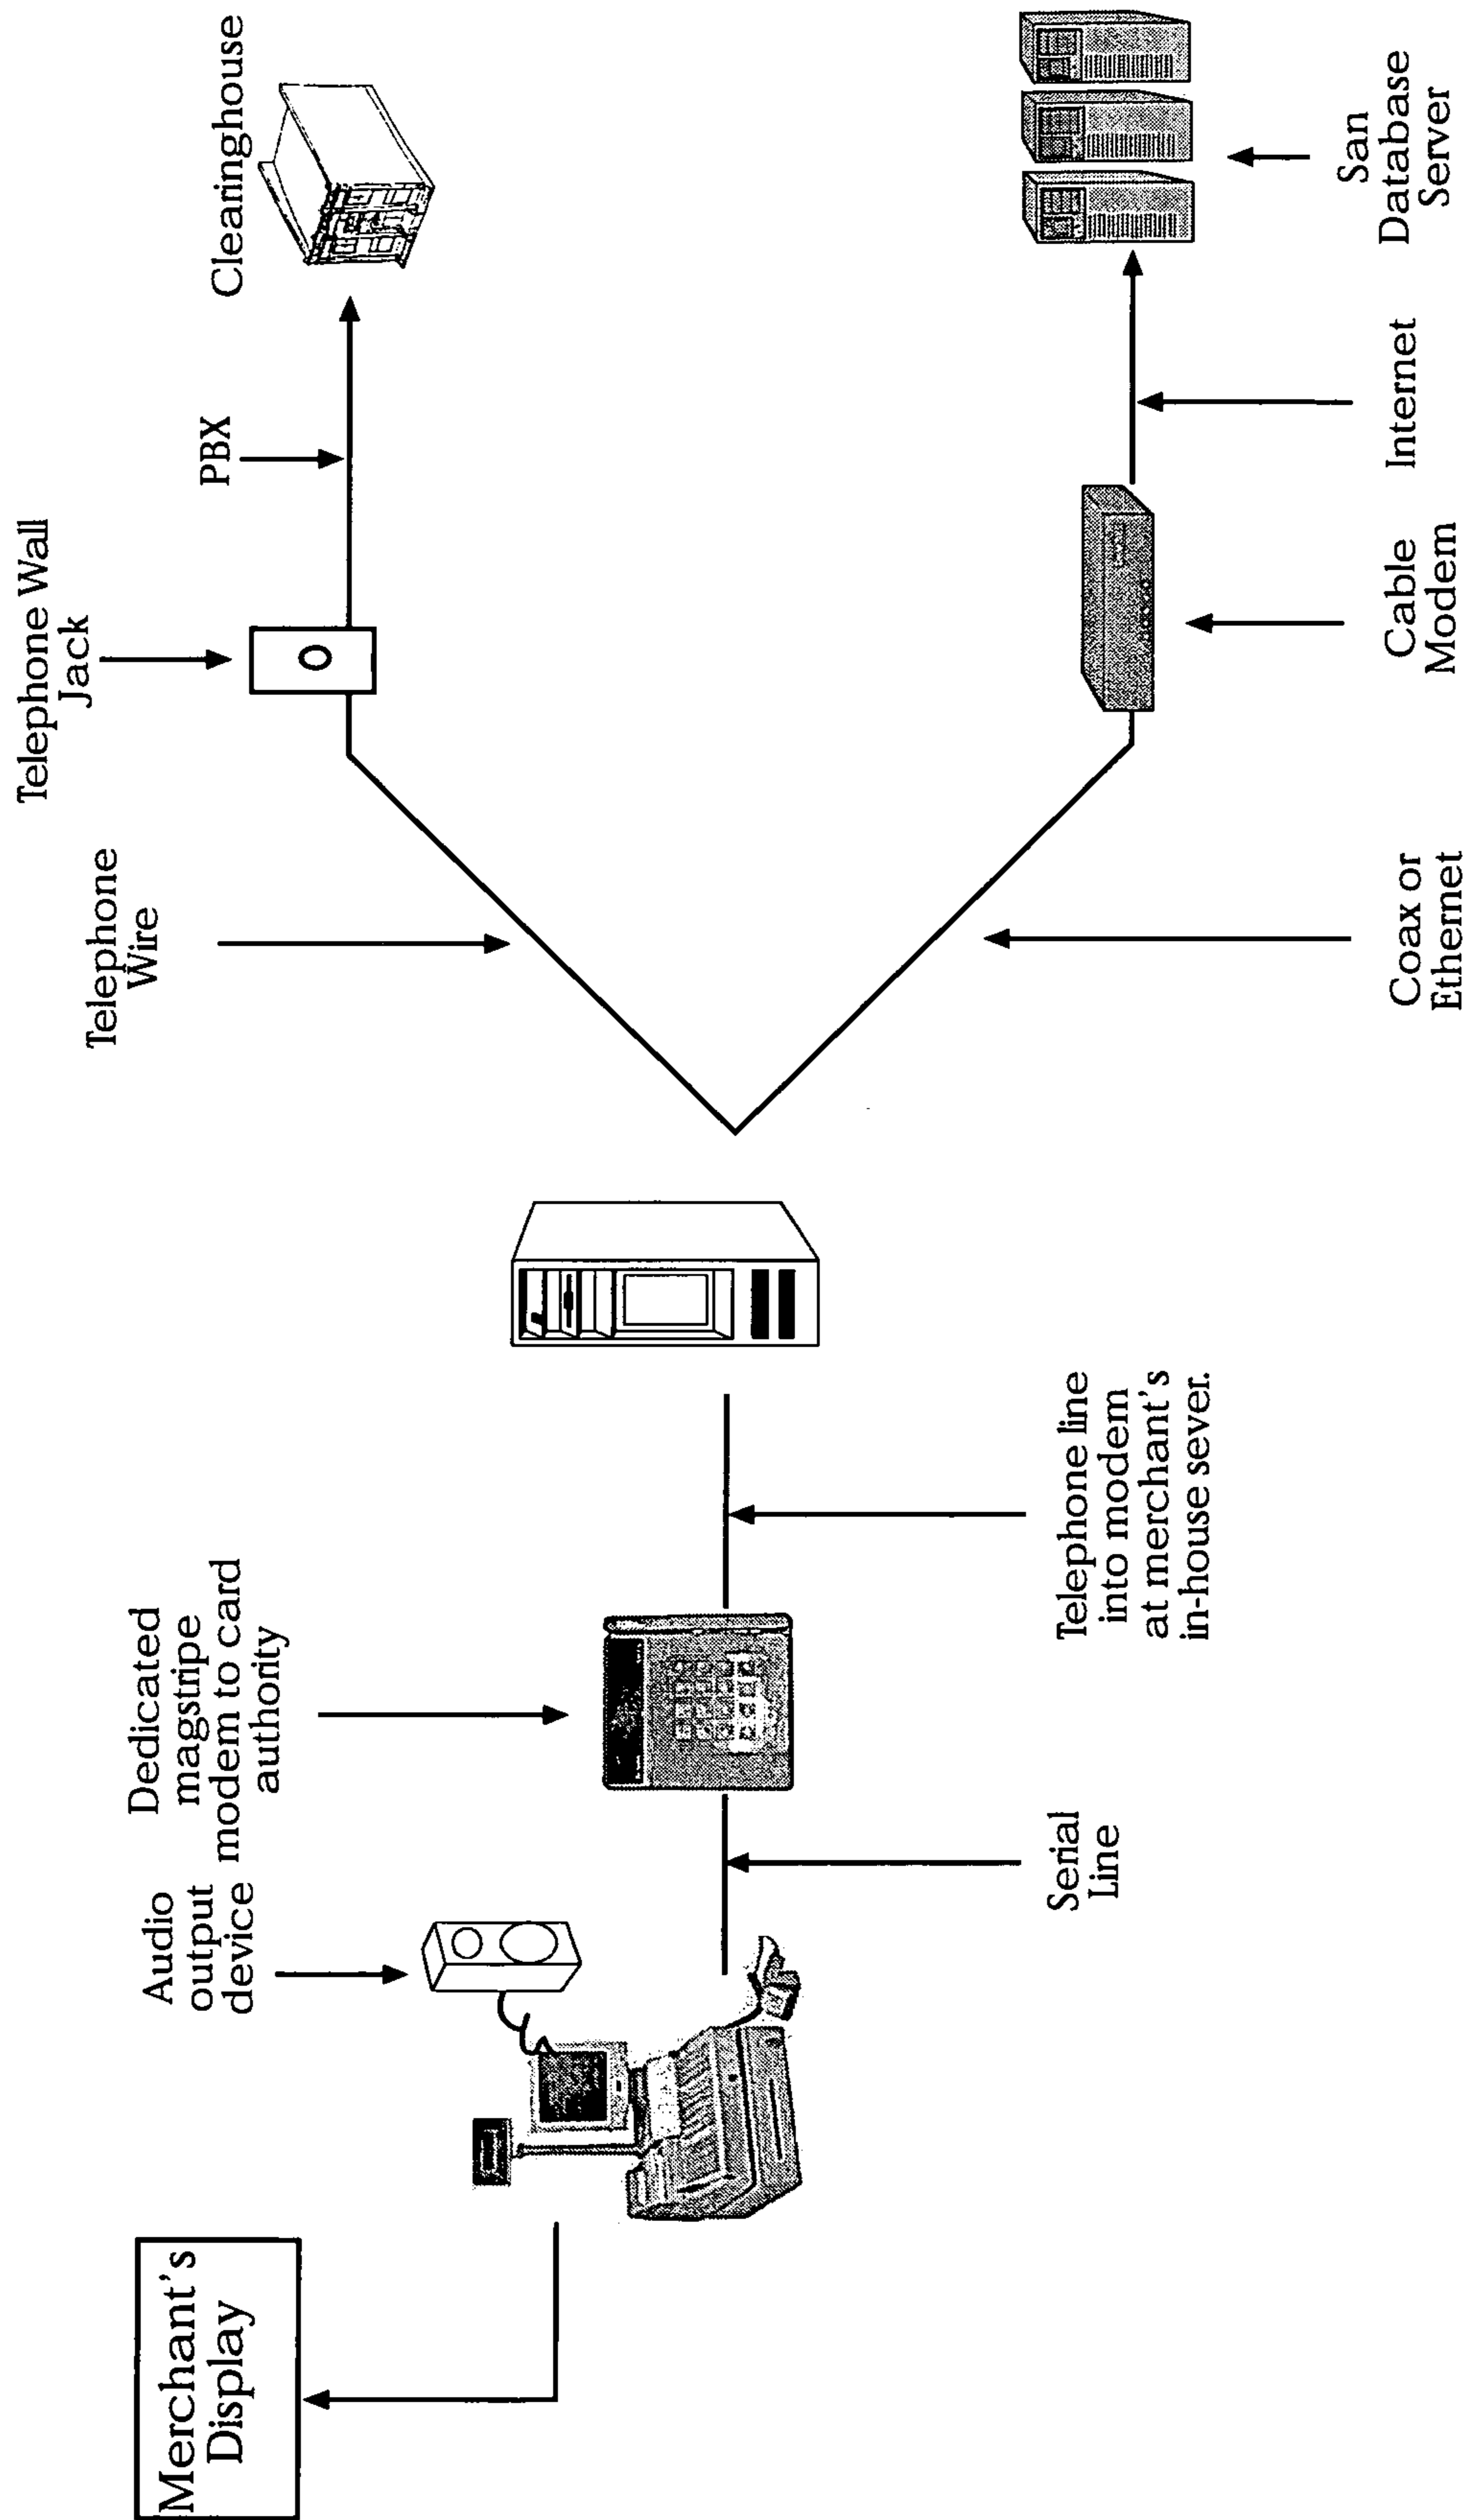 Merchant's
Display
Audio
output
device
Dedicated
magstripe
modem to card
authority
Serial
Line
Telephone line
into modem
at merchant's
in-house sever.
Telephone
Wire
Telephone Wall
Jack
PBX
Clearinghouse
Coax or
Ethernet
Cable
Modem
Internet
San
Database
Server